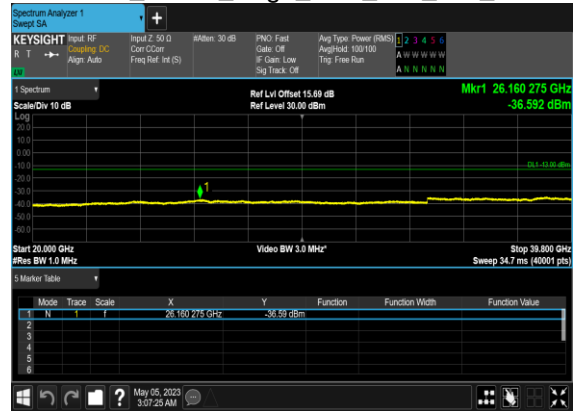 Spectrum Analyzer 1
Swept SA
+
KEYSIGHT Input: RF Input Z: 50 Ω #Atten: 30 dB PNO: Fast Avg Type: Power (RMS) 1 2 3 4 5 6
R T Coupling: DC Corr CCorr Gate: Off Avg|Hold: 100/100 A W W W W W
Align: Auto Freq Ref: Int (S) IF Gain: Low Trig: Free Run
LW Sig Track: Off A N N N N N
1 Spectrum Ref Lvl Offset 15.69 dB Mkr1 26.160 275 GHz
Scale/Div 10 dB Ref Level 30.00 dBm -36.592 dBm
Log
20.0
10.0
0.00
-10.0 DL1 -13.00 dBm
-20.0
-30.0 1
-40.0
-50.0
-60.0
Start 20.000 GHz Video BW 3.0 MHz* Stop 39.800 GHz
#Res BW 1.0 MHz Sweep 34.7 ms (40001 pts)
5 Marker Table
Mode Trace Scale X Y Function Function Width Function Value
1 N 1 f 26.160 275 GHz -36.59 dBm
2
3
4
5
6
? May 05, 2023
3:07:25 AM